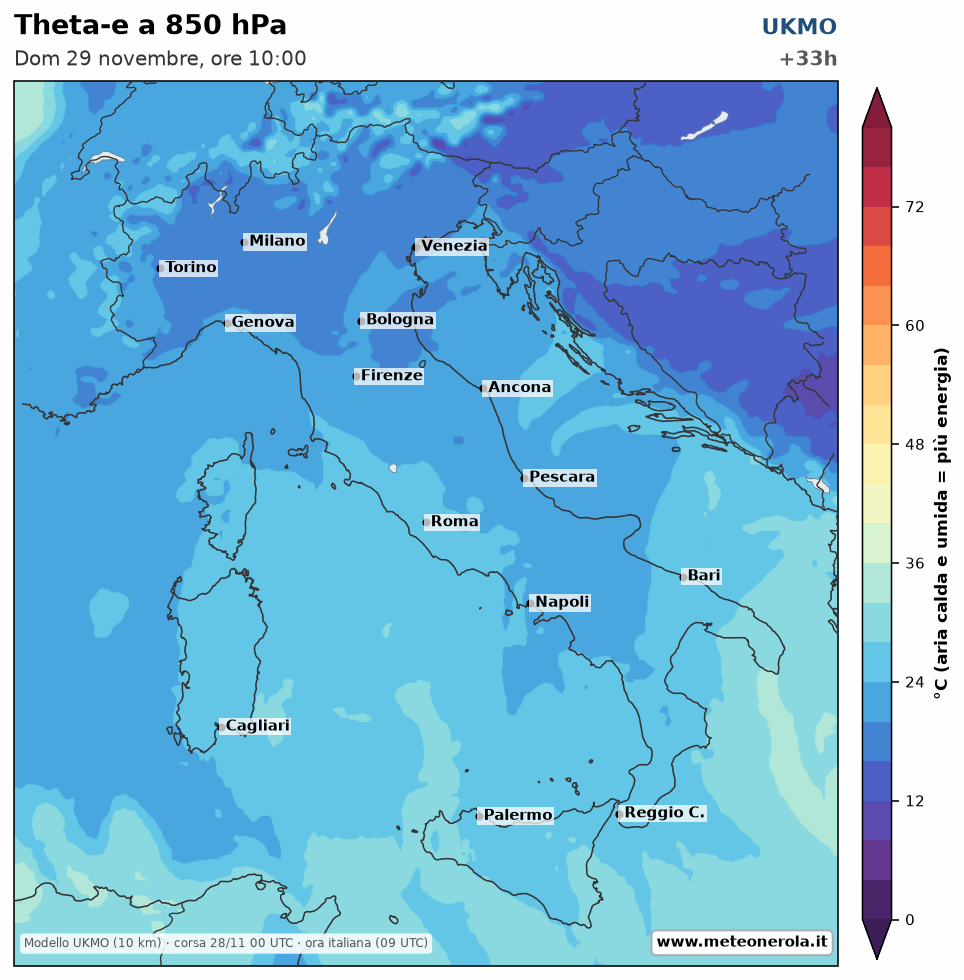 Theta-e a 850 hPa
UKMO
Dom 29 novembre, ore 10:00
+33h
Milano
Venezia
Torino
Genova
Bologna
Firenze
Ancona
Pescara
Roma
Bari
Napoli
Cagliari
Palermo
Reggio C.
72
60
48
36
24
12
0
°C (aria calda e umida = più energia)
Modello UKMO (10 km) · corsa 28/11 00 UTC · ora italiana (09 UTC)
www.meteonerola.it